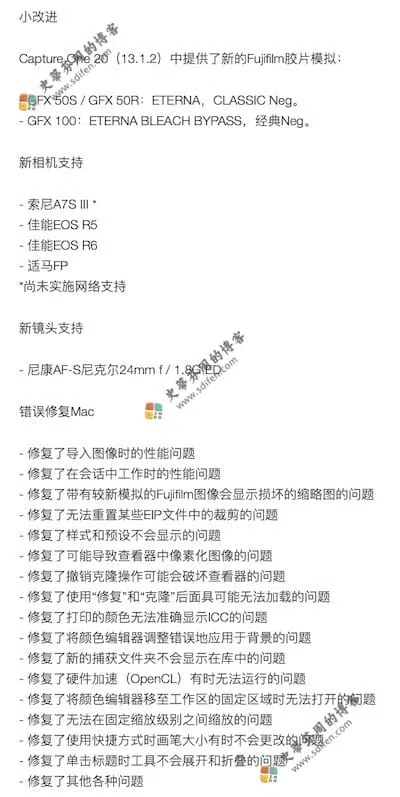 小改进
Capture One 20（13.1.2）中提供了新的Fujifilm胶片模拟：
GFX 50S / GFX 50R：ETERNA，CLASSIC Neg。
- GFX 100：ETERNA BLEACH BYPASS，经典Neg。
新相机支持
- 索尼A7S III *
- 佳能EOS R5
- 佳能EOS R6
- 适马FP
*尚未实施网络支持
新镜头支持
- 尼康AF-S尼克尔24mm f / 1.8G ED
错误修复Mac
- 修复了导入图像时的性能问题
- 修复了在会话中工作时的性能问题
- 修复了带有较新模拟的Fujifilm图像会显示损坏的缩略图的问题
- 修复了无法重置某些EIP文件中的裁剪的问题
- 修复了样式和预设不会显示的问题
- 修复了可能导致查看器中像素化图像的问题
- 修复了撤销克隆操作可能会破坏查看器的问题
- 修复了使用“修复”和“克隆”后面具可能无法加载的问题
- 修复了打印的颜色无法准确显示ICC的问题
- 修复了将颜色编辑器调整错误地应用于背景的问题
- 修复了新的捕获文件夹不会显示在库中的问题
- 修复了硬件加速（OpenCL）有时无法运行的问题
- 修复了将颜色编辑器移至工作区的固定区域时无法打开的问题
- 修复了无法在固定缩放级别之间缩放的问题
- 修复了使用快捷方式时画笔大小有时不会更改的问题
- 修复了单击标题时工具不会展开和折叠的问题
- 修复了其他各种问题
史蒂芬周的博客
www.sdifen.com
史蒂芬周的博客
www.sdifen.com
史蒂芬周的博客
www.sdifen.com